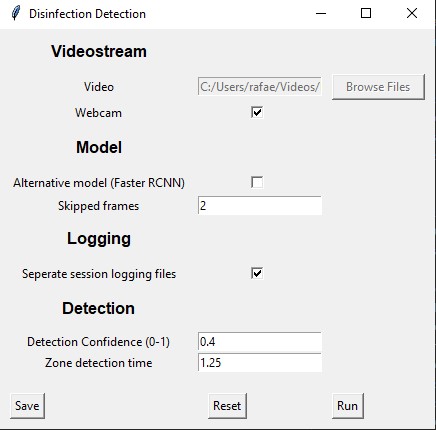 Disinfection Detection
Videostream
Video C:/Users/rafae/Videos/ Browse Files
Webcam
Model
Alternative model (Faster RCNN)
Skipped frames 2
Logging
Seperate session logging files
Detection
Detection Confidence (0-1) 0.4
Zone detection time 1.25
Save Reset Run